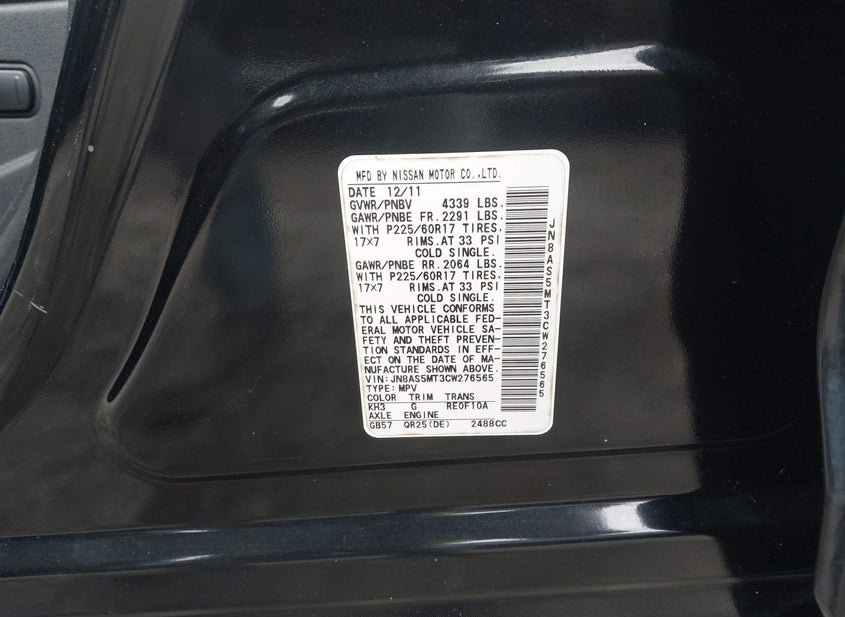 MFD BY NISSAN MOTOR CO.,LTD.
DATE 12/11
GVWR/PNBV 4339 LBS.
GAWR/PNBE FR.2291 LBS.
WITH P225/60R17 TIRES.
17×7 RIMS.AT 33 PSI
COLD SINGLE.
GAWR/PNBE RR.2064 LBS.
WITH P225/60R17 TIRES.
17×7 RIMS.AT 33 PSI
COLD SINGLE.
THIS VEHICLE CONFORMS
TO ALL APPLICABLE FED-
ERAL MOTOR VEHICLE SA-
FETY AND THEFT PREVEN-
TION STANDARDS IN EFF-
ECT ON THE DATE OF MA-
NUFACTURE SHOWN ABOVE.
VIN:JN8AS5MT3CW276565
TYPE:MPV
COLOR TRIM TRANS
KH3 G RE0F10A
AXLE ENGINE
GB57 QR25(DE) 2488CC
JN8AS5MT3CW276565